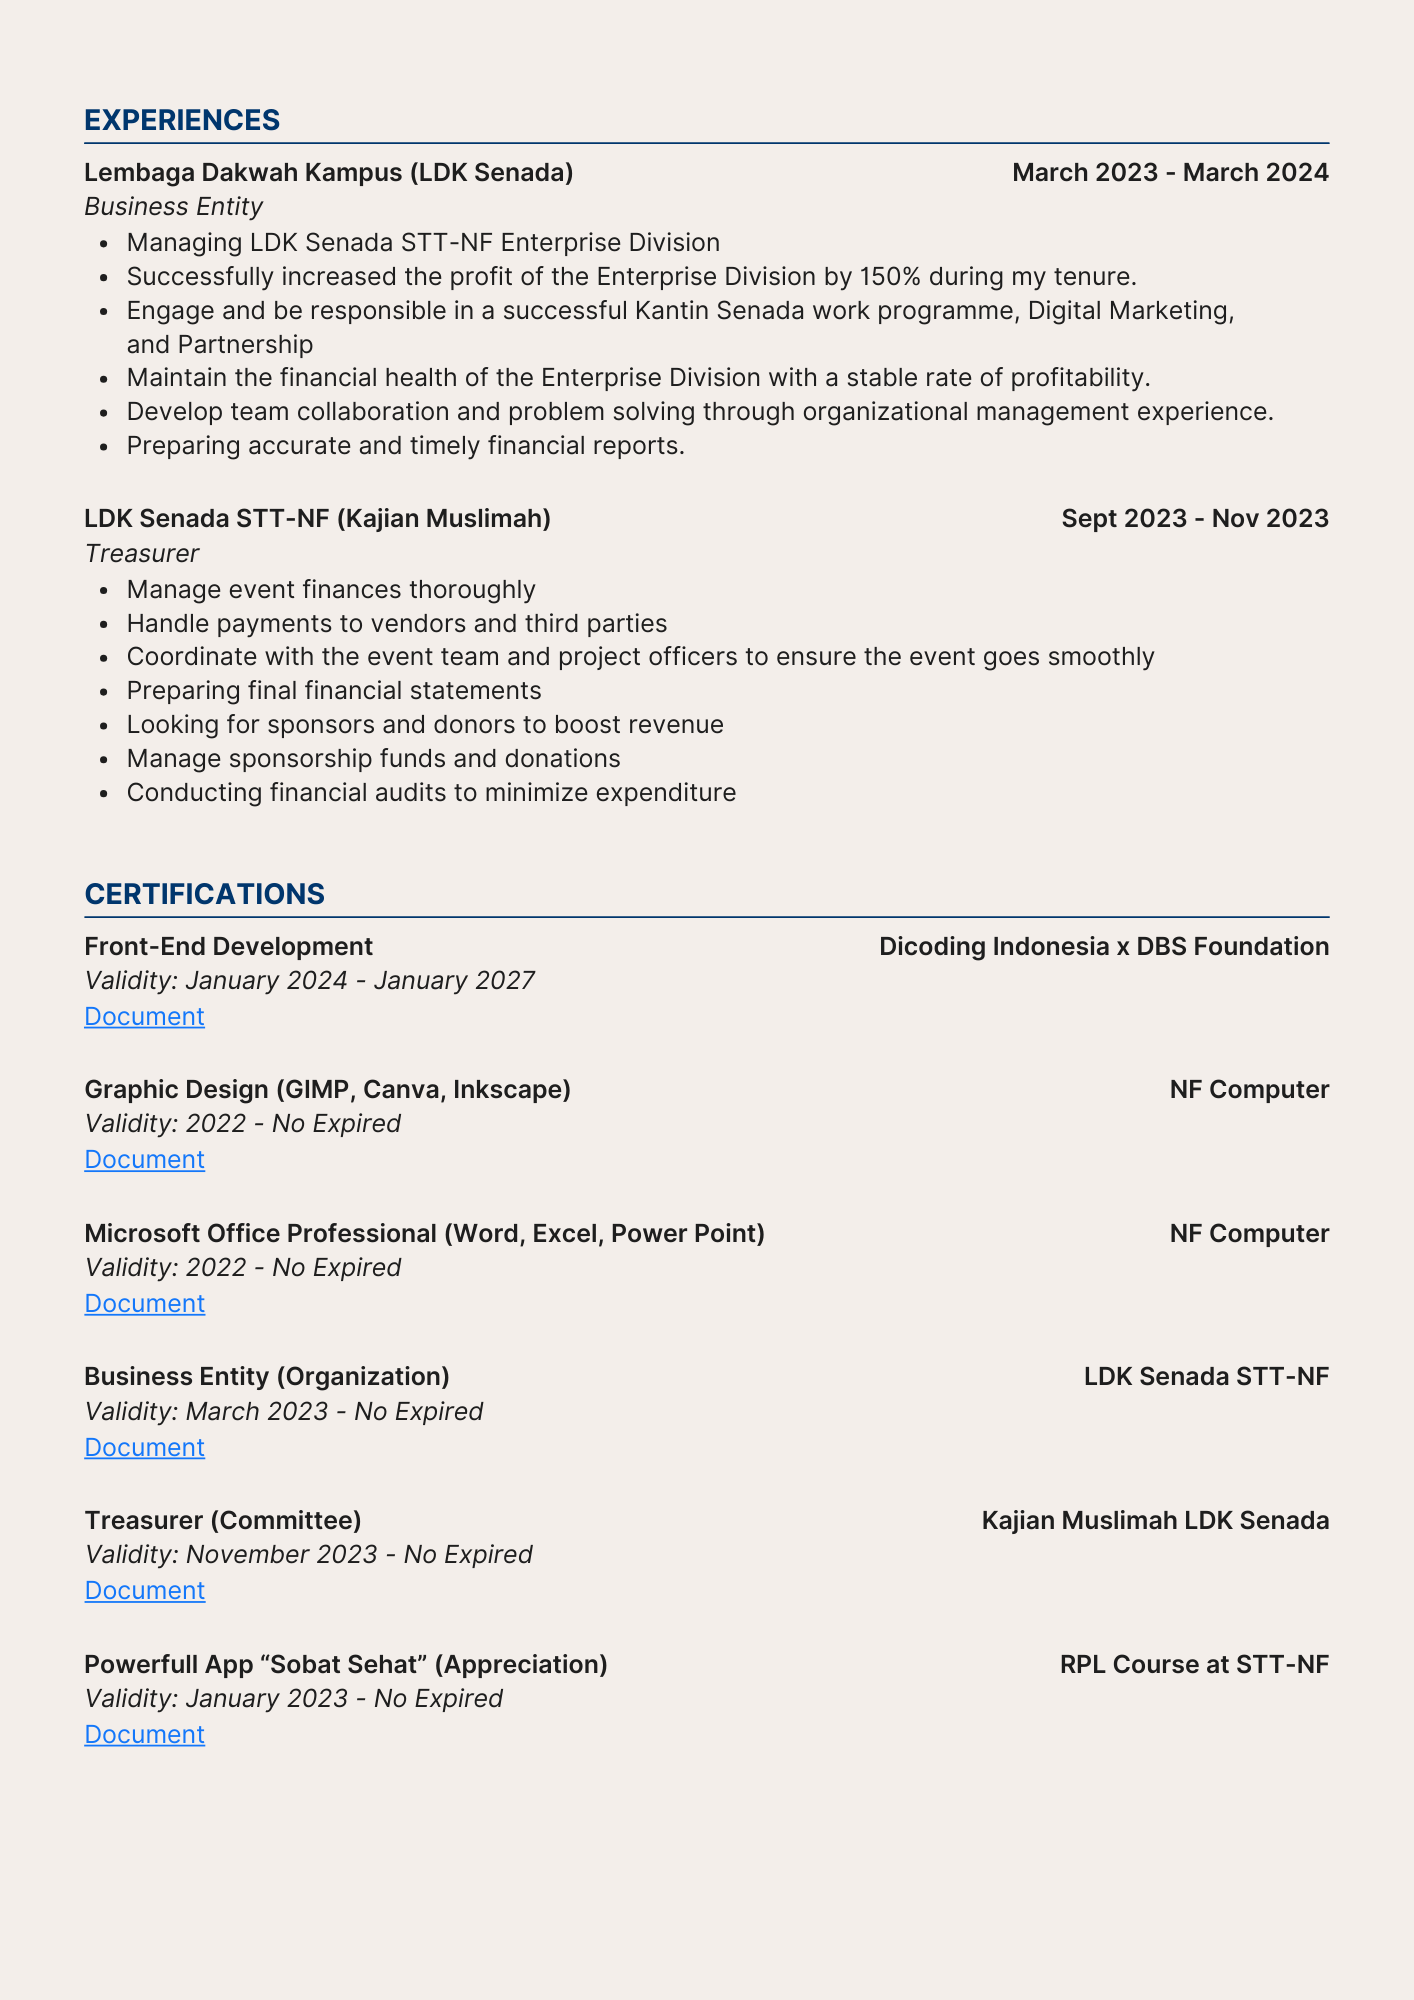 EXPERIENCES
Lembaga Dakwah Kampus (LDK Senada) March 2023 - March 2024
Business Entity
• Managing LDK Senada STT-NF Enterprise Division
• Successfully increased the profit of the Enterprise Division by 150% during my tenure.
• Engage and be responsible in a successful Kantin Senada work programme, Digital Marketing,
and Partnership
• Maintain the financial health of the Enterprise Division with a stable rate of profitability.
• Develop team collaboration and problem solving through organizational management experience.
• Preparing accurate and timely financial reports.
LDK Senada STT-NF (Kajian Muslimah) Sept 2023 - Nov 2023
Treasurer
• Manage event finances thoroughly
• Handle payments to vendors and third parties
• Coordinate with the event team and project officers to ensure the event goes smoothly
• Preparing final financial statements
• Looking for sponsors and donors to boost revenue
• Manage sponsorship funds and donations
• Conducting financial audits to minimize expenditure
CERTIFICATIONS
Front-End Development Dicoding Indonesia x DBS Foundation
Validity: January 2024 - January 2027
Document
Graphic Design (GIMP, Canva, Inkscape) NF Computer
Validity: 2022 - No Expired
Document
Microsoft Office Professional (Word, Excel, Power Point) NF Computer
Validity: 2022 - No Expired
Document
Business Entity (Organization) LDK Senada STT-NF
Validity: March 2023 - No Expired
Document
Treasurer (Committee) Kajian Muslimah LDK Senada
Validity: November 2023 - No Expired
Document
Powerfull App “Sobat Sehat” (Appreciation) RPL Course at STT-NF
Validity: January 2023 - No Expired
Document